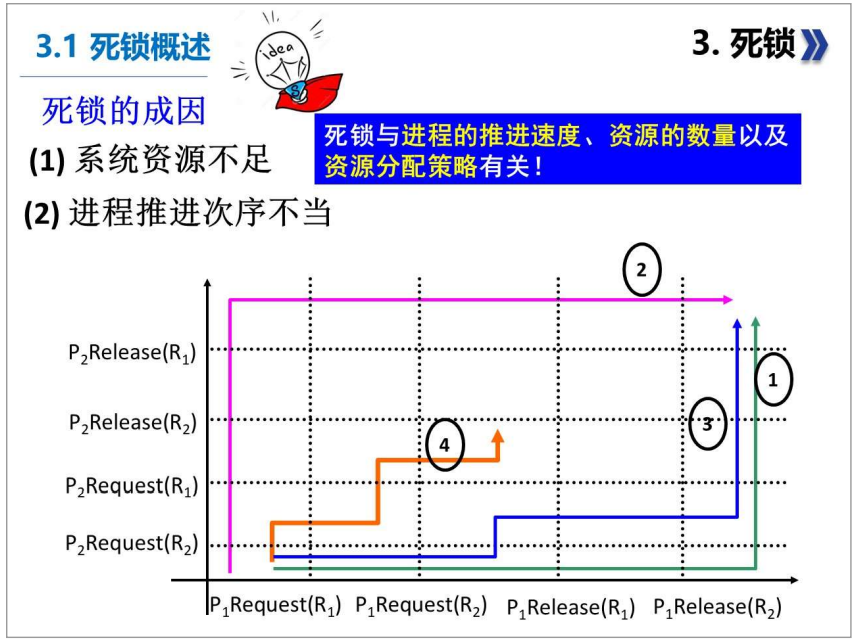 3.1 死锁概述
idea
S
3. 死锁
死锁的成因
死锁与进程的推进速度、资源的数量以及
资源分配策略有关!
(1) 系统资源不足
(2) 进程推进次序不当
2
P₂Release(R₁)
1
P₂Release(R₂)
3
4
P₂Request(R₁)
P₂Request(R₂)
P₁Request(R₁) P₁Request(R₂) P₁Release(R₁) P₁Release(R₂)